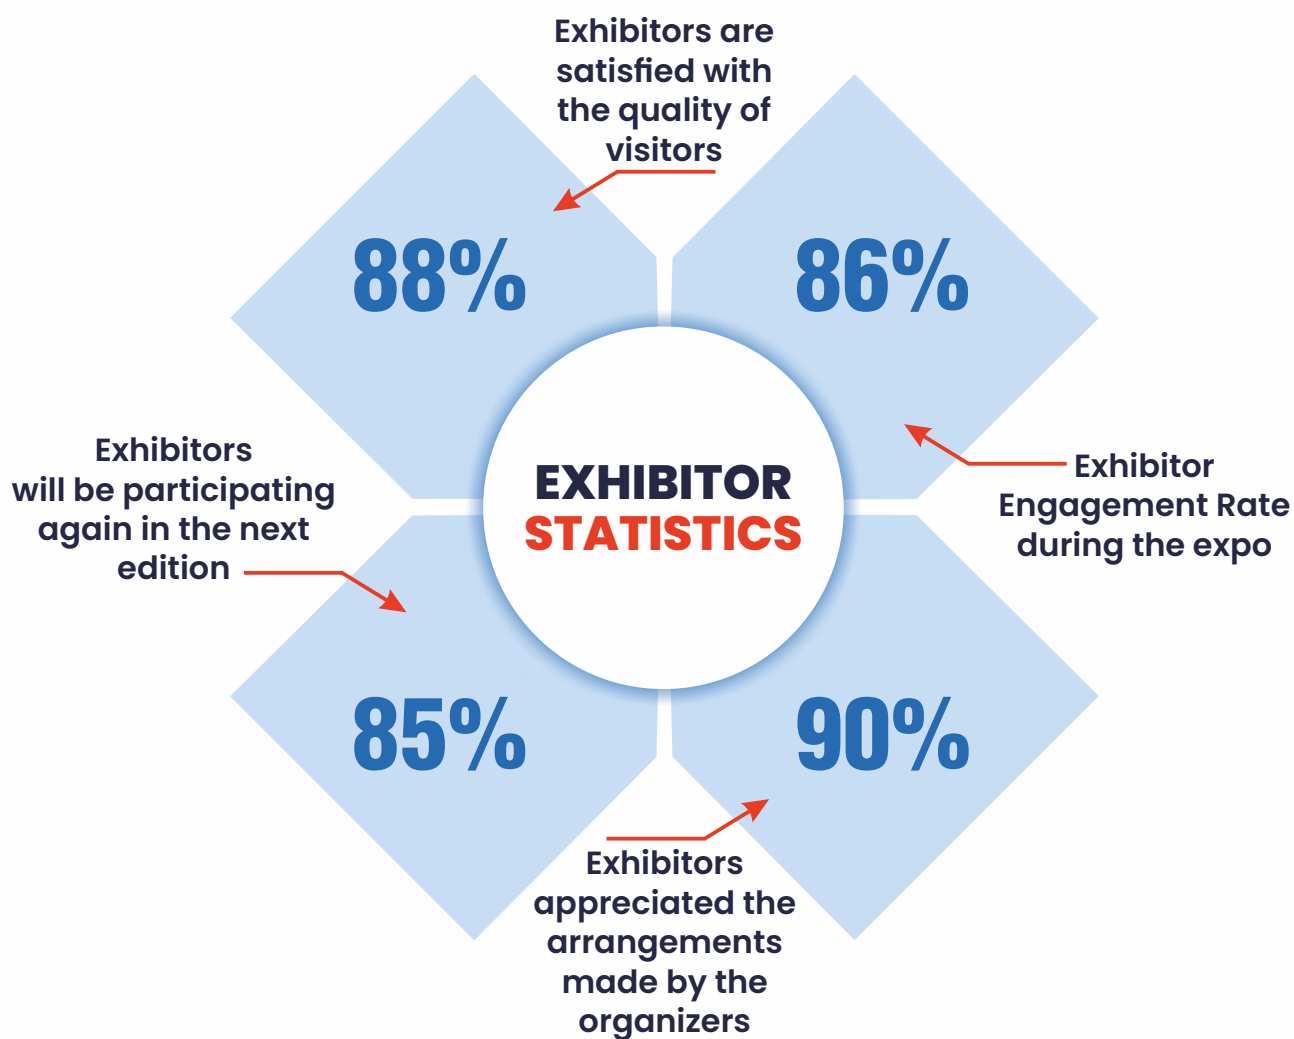 Exhibitors are
satisfied with
the quality of
visitors
88%
86%
Exhibitors
will be participating
again in the next
edition
EXHIBITOR
STATISTICS
Exhibitor
Engagement Rate
during the expo
85%
90%
Exhibitors
appreciated the
arrangements
made by the
organizers